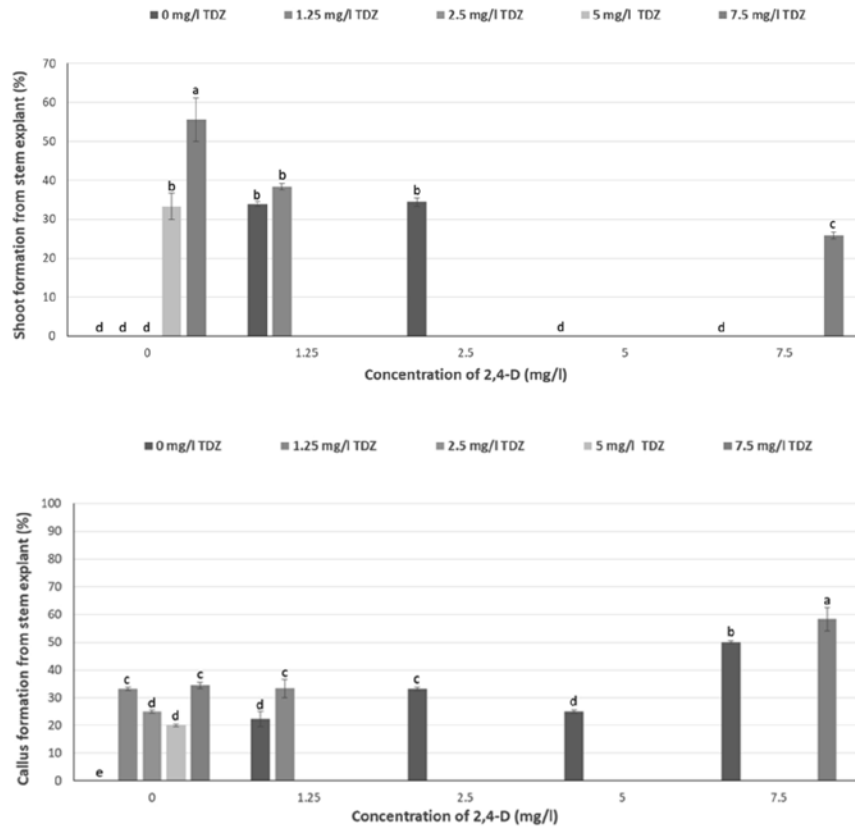 0 mg/l TDZ 1.25 mg/l TDZ 2.5 mg/l TDZ 5 mg/l TDZ 7.5 mg/l TDZ
Shoot formation from stem explant (%)
70
60
50
40
30
20
10
0
d d d b a b b b d d c
0 1.25 2.5 5 7.5
Concentration of 2,4-D (mg/l)
0 mg/l TDZ 1.25 mg/l TDZ 2.5 mg/l TDZ 5 mg/l TDZ 7.5 mg/l TDZ
Callus formation from stem explant (%)
100
90
80
70
60
50
40
30
20
10
0
e c d d c d c c d b a
0 1.25 2.5 5 7.5
Concentration of 2,4-D (mg/l)